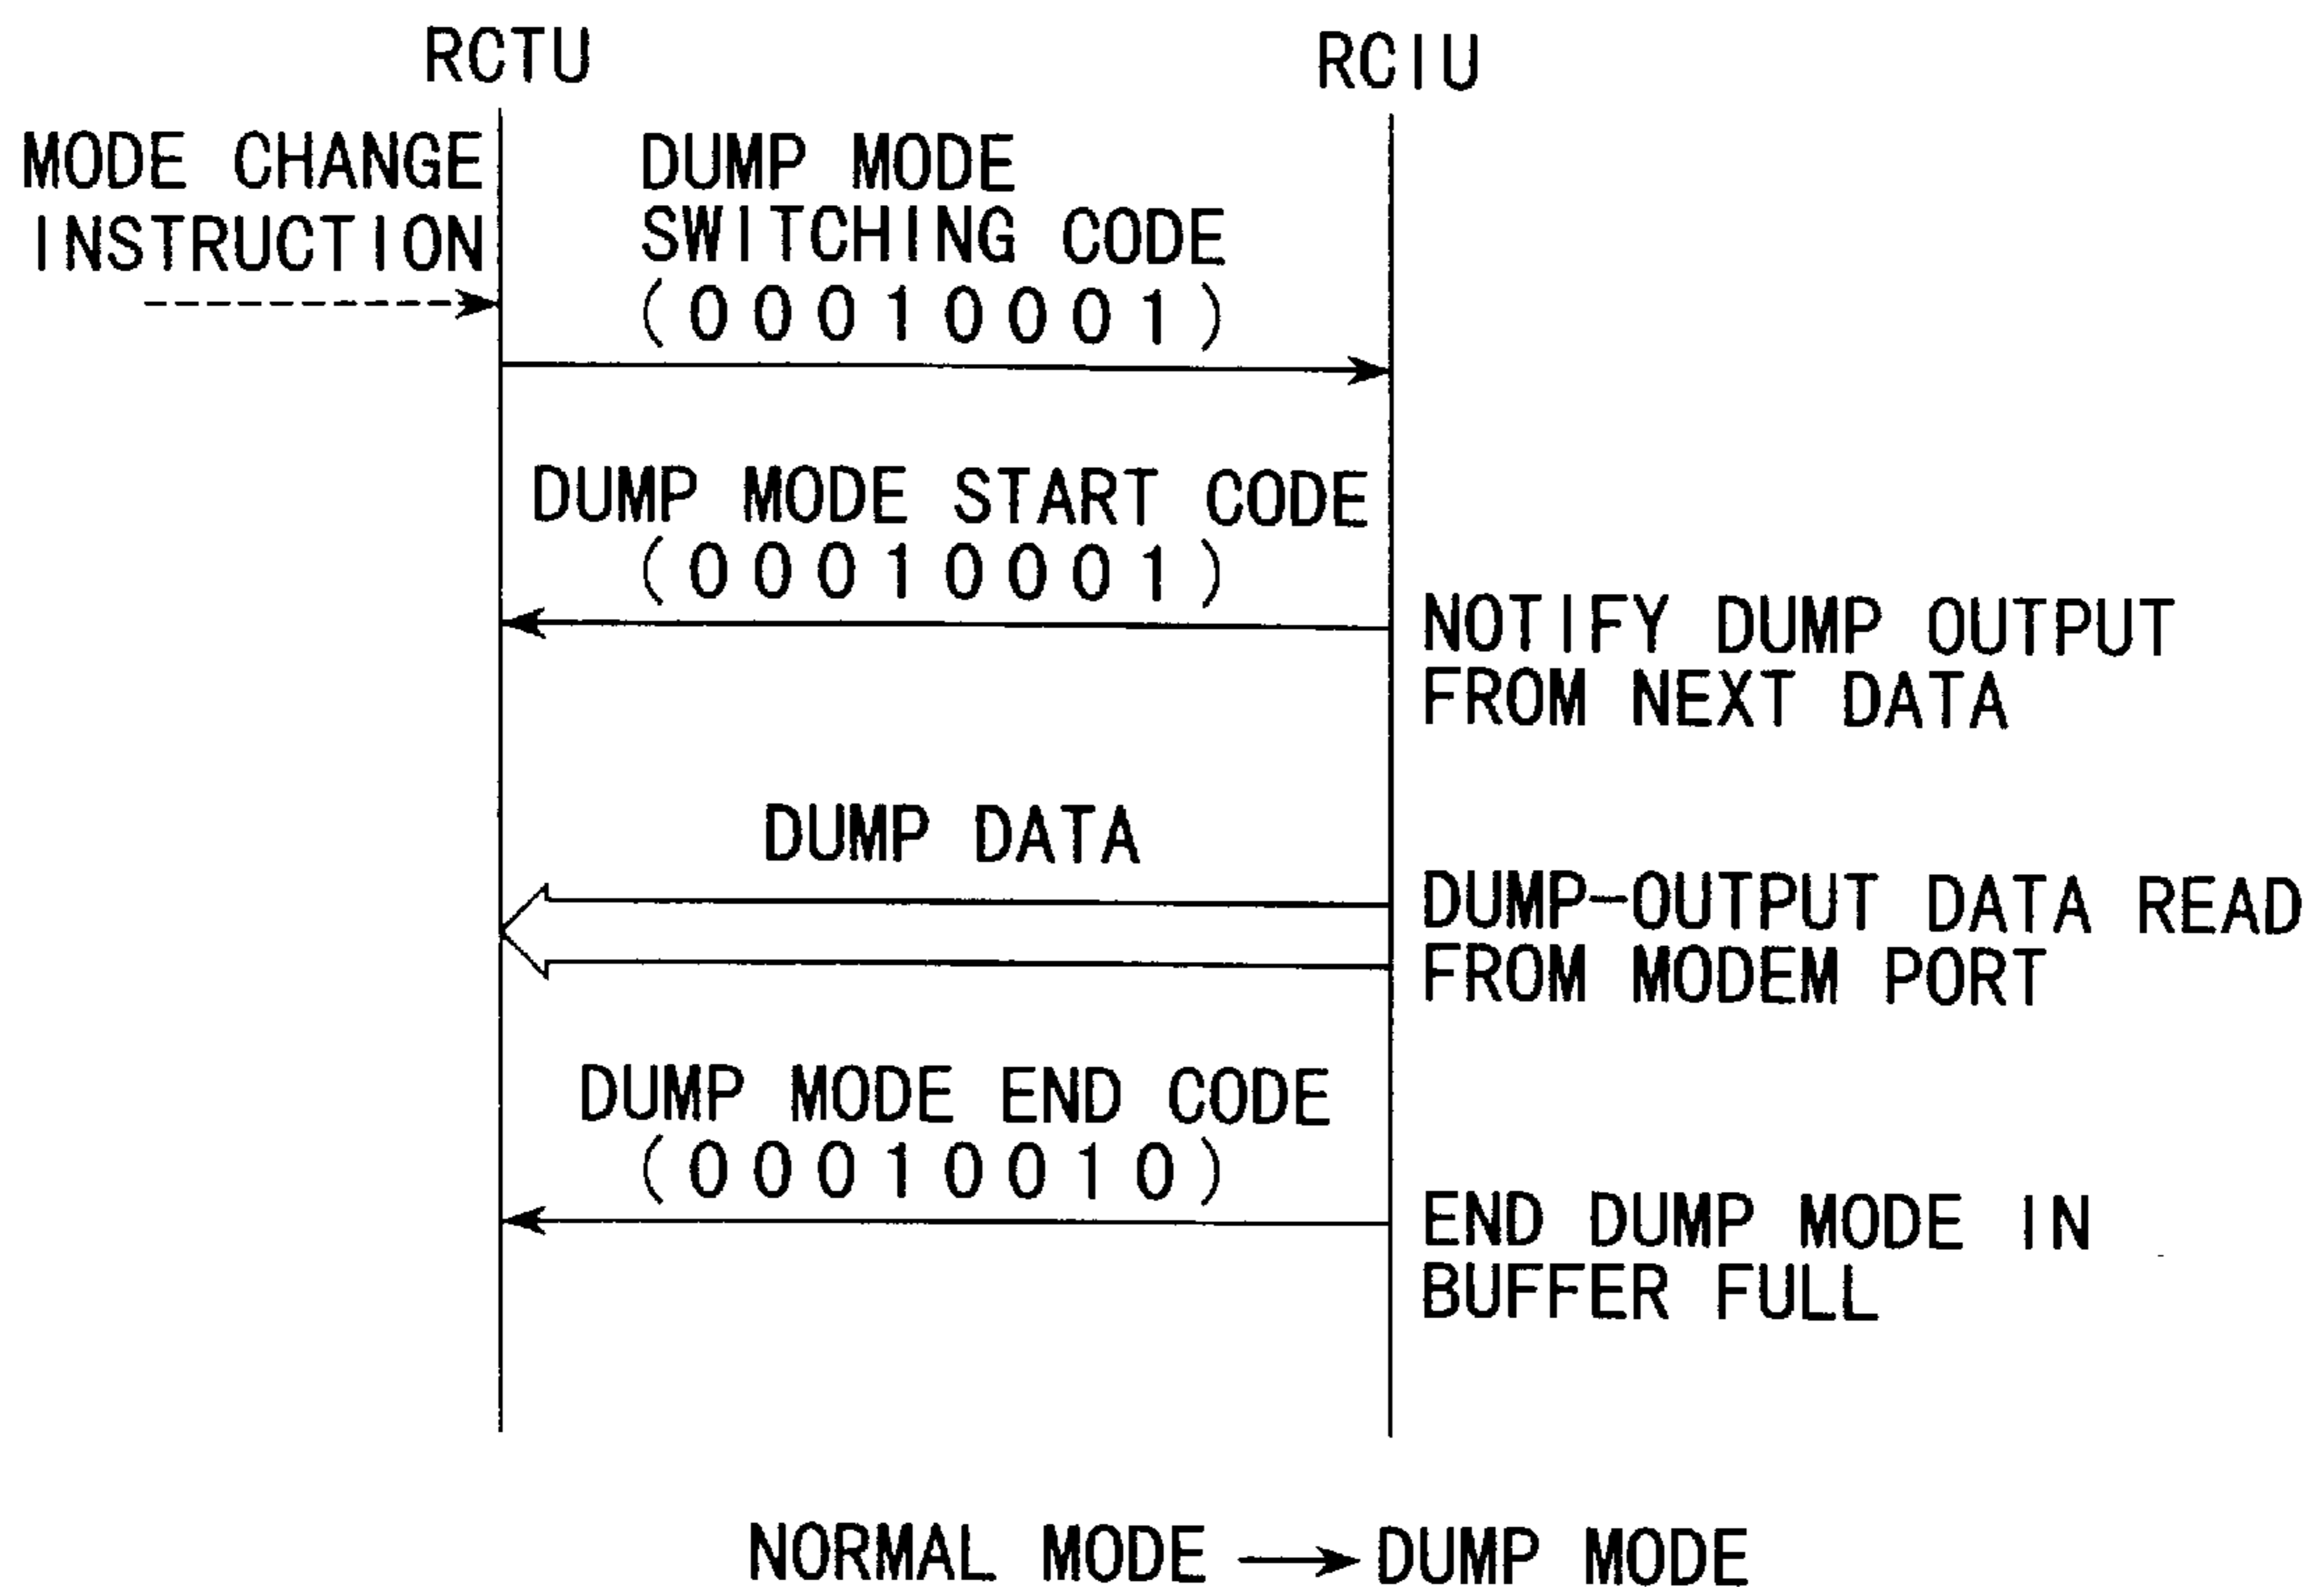 RCTU
RCIU
MODE CHANGE
INSTRUCTION
DUMP MODE
SWITCHING CODE
(00010001)
DUMP MODE START CODE
(00010001)
NOTIFY DUMP OUTPUT
FROM NEXT DATA
DUMP DATA
DUMP-OUTPUT DATA READ
FROM MODEM PORT
DUMP MODE END CODE
(00010010)
END DUMP MODE IN
BUFFER FULL
NORMAL MODE → DUMP MODE